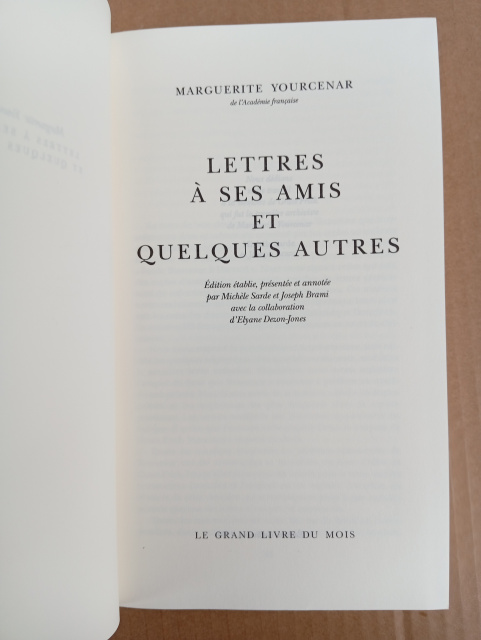 MARGUERITE YOURCENAR
de l'Académie française
LETTRES
À SES AMIS
ET
QUELQUES AUTRES
Édition établie, présentée et annotée
par Michèle Sarde et Joseph Brami
avec la collaboration
d'Elyane Dezon-Jones
LE GRAND LIVRE DU MOIS